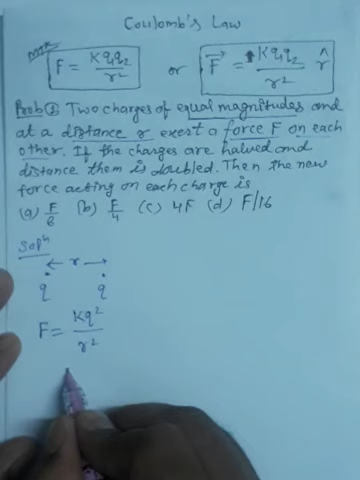 Coulomb's Law
F = Kq₁q₂/r² or F⃗ = Kq₁q₂/r² r̂
Prob ① Two charges of equal magnitudes and
at a distance r exert a force F on each
other. If the charges are halved and
distance them is doubled. Then the new
force acting on each charge is
(a) F/8 (b) F/4 (c) 4F (d) F/16
Solⁿ
← r →
q q
F = Kq²/r²